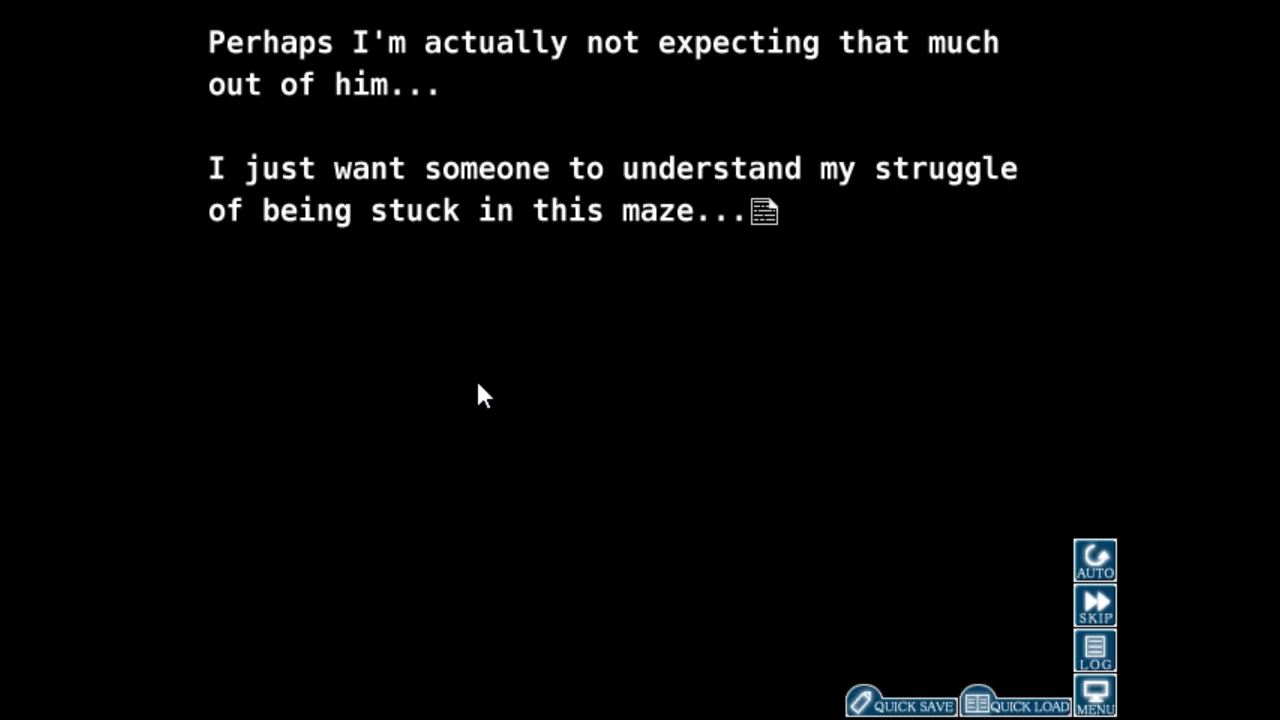 Perhaps I'm actually not expecting that much
out of him...
I just want someone to understand my struggle
of being stuck in this maze...
AUTO
SKIP
LOG
QUICK SAVE
QUICK LOAD
MENU